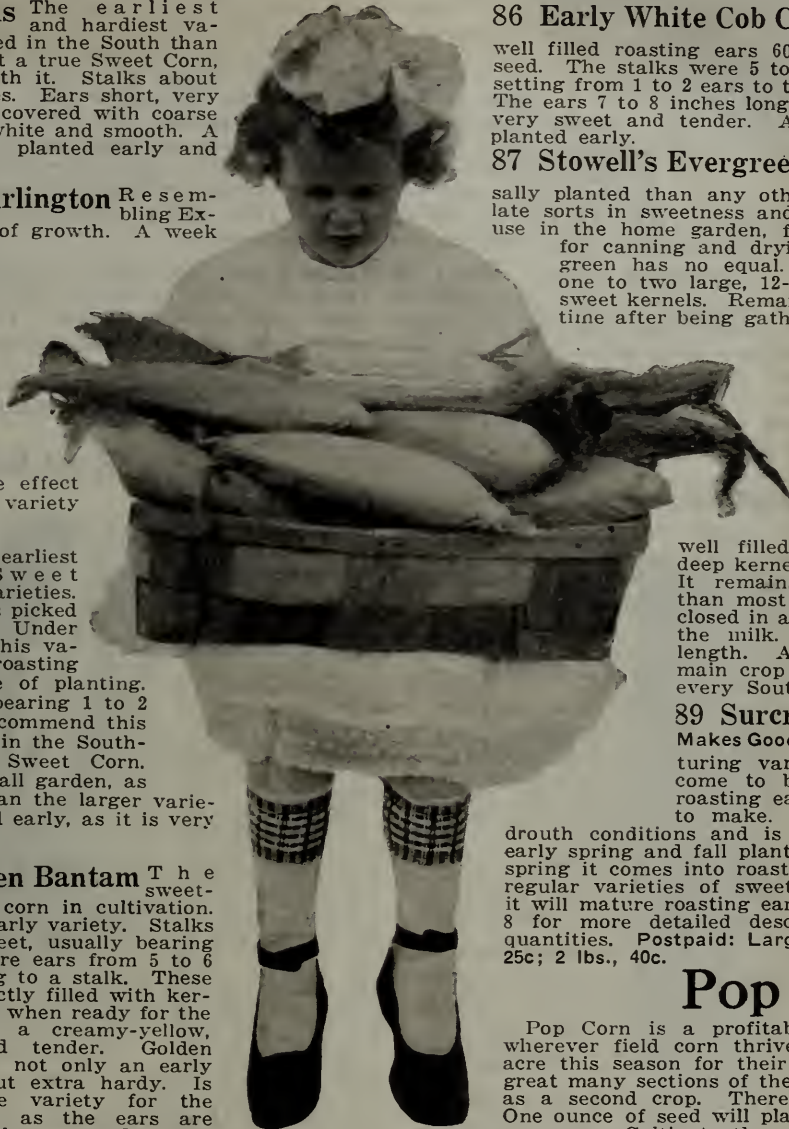 s The earliest
and hardiest va-
ed in the South than
t a true Sweet Corn,
th it. Stalks about
s. Ears short, very
covered with coarse
white and smooth. A
planted early and
rlington Resem-
bling Ex-
of growth. A week
e effect
variety
earliest
Sweet
arieties.
s picked
Under
his va-
roasting
e of planting.
bearing 1 to 2
commend this
in the South-
Sweet Corn.
all garden, as
an the larger varie-
l early, as it is very
en Bantam The
sweet-
corn in cultivation.
arly variety. Stalks
eet, usually bearing
re ears from 5 to 6
g to a stalk. These
ctly filled with ker-
when ready for the
a creamy-yellow,
d tender. Golden
not only an early
ut extra hardy. Is
e variety for the
as the ears are
86 Early White Cob C
well filled roasting ears 60
seed. The stalks were 5 to
setting from 1 to 2 ears to t
The ears 7 to 8 inches long
very sweet and tender. A
planted early.
87 Stowell's Evergree
sally planted than any oth
late sorts in sweetness and
use in the home garden, f
for canning and dryi
green has no equal.
one to two large, 12-
sweet kernels. Rema
time after being gath
well filled
deep kerne
It remain
than most
closed in a
the milk.
length. A
main crop
every Sout
89 Surcr
Makes Good
turing var
come to b
roasting ea
to make.
drouth conditions and is
early spring and fall plant
spring it comes into roast
regular varieties of sweet
it will mature roasting ear
8 for more detailed desc
quantities. Postpaid: Larg
25c; 2 lbs., 40c.
Pop
Pop Corn is a profitab
wherever field corn thrive
acre this season for their
great many sections of the
as a second crop. There
One ounce of seed will pla